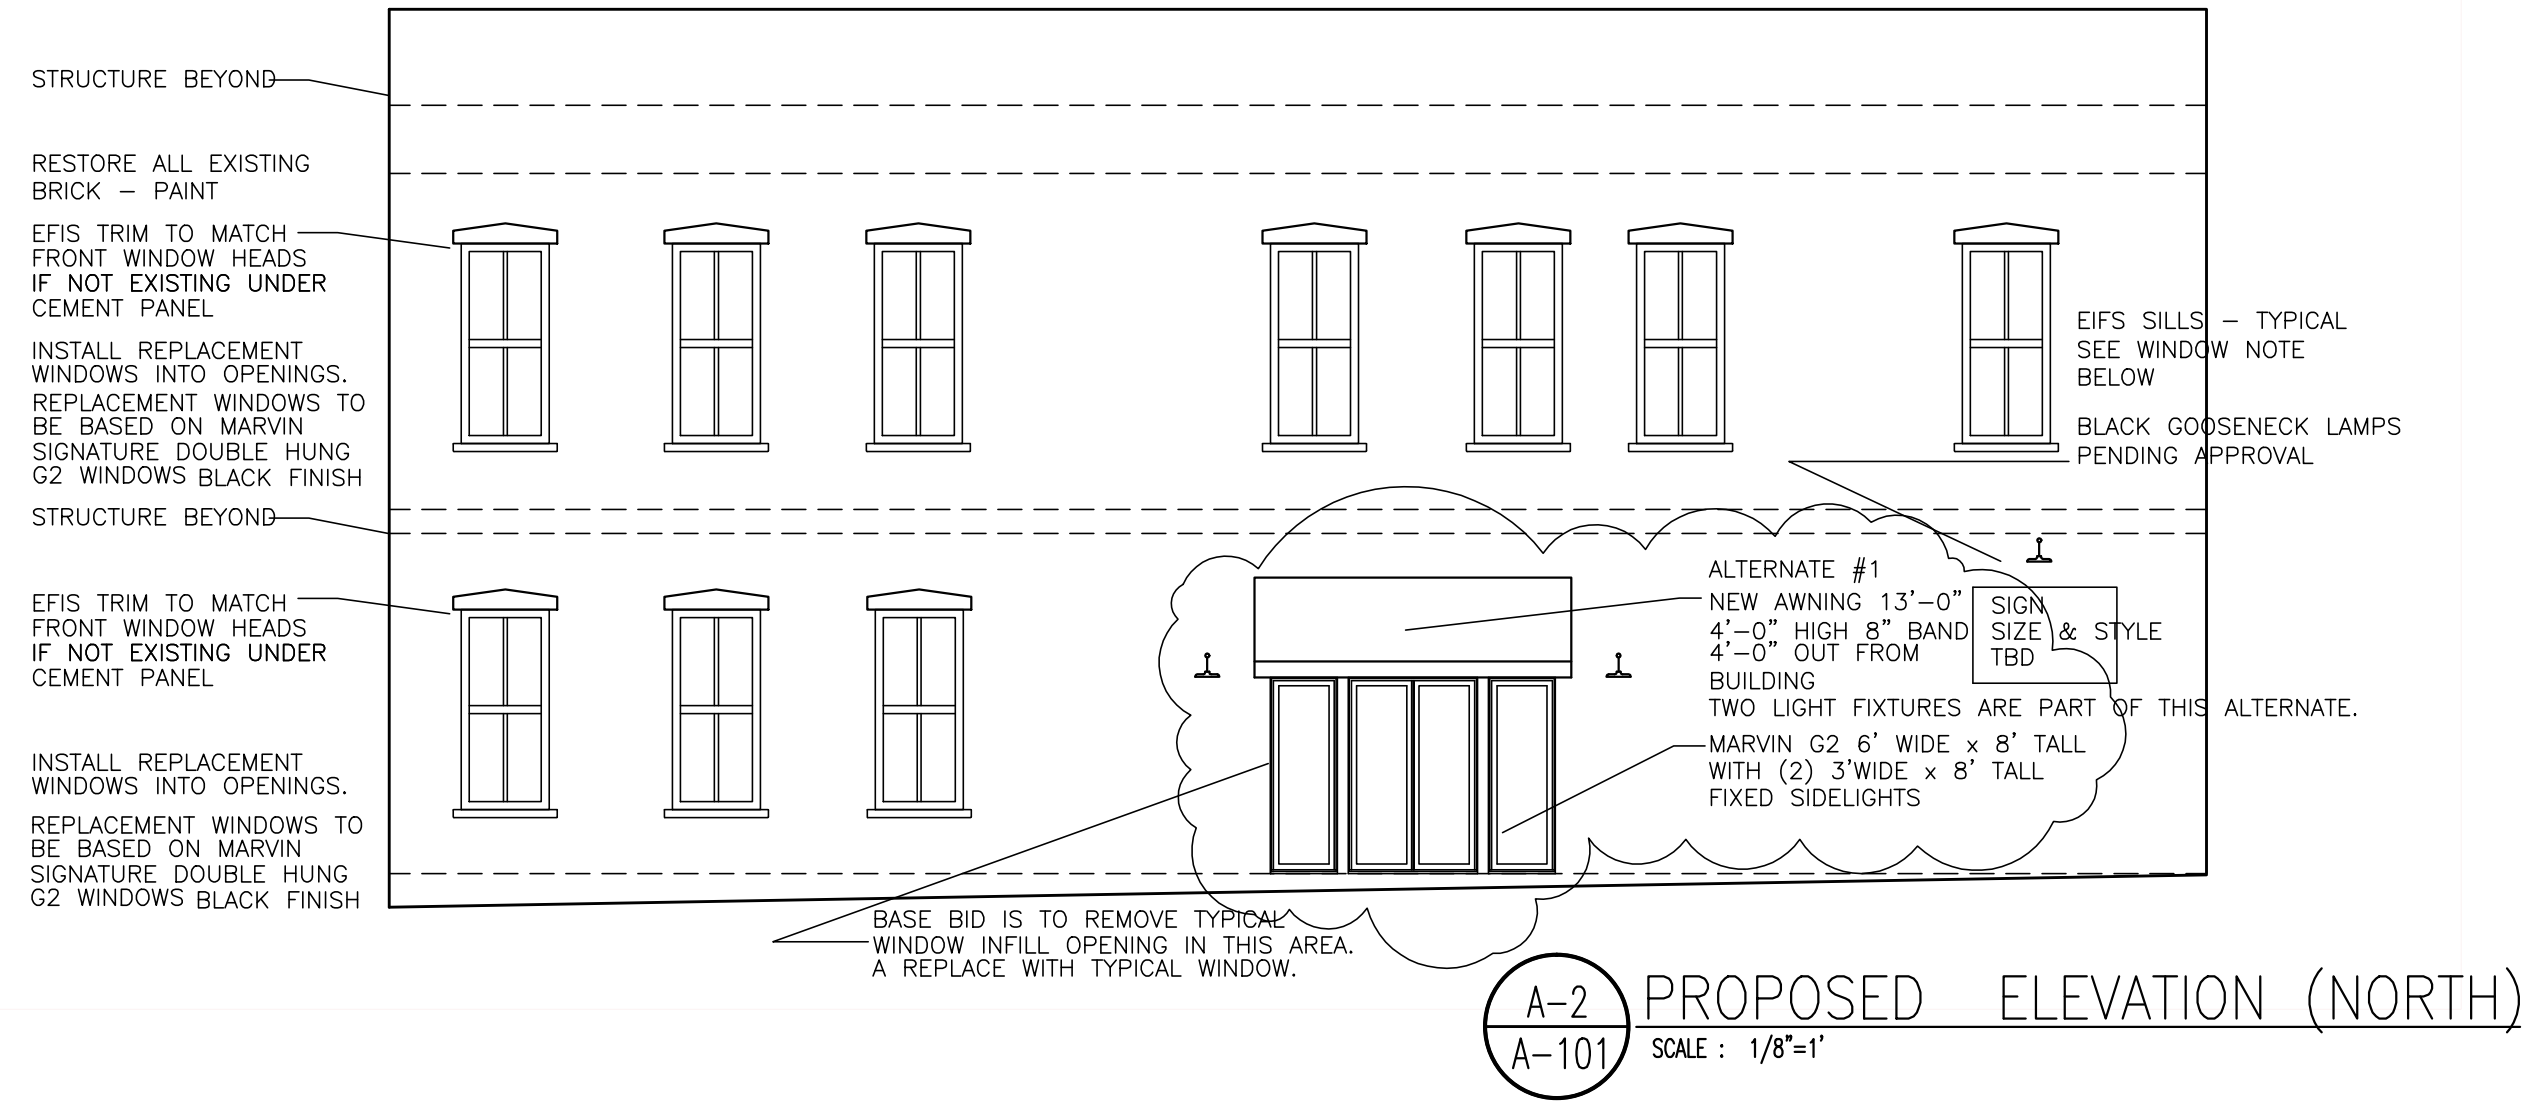 STRUCTURE BEYOND
RESTORE ALL EXISTING
BRICK – PAINT
EFIS TRIM TO MATCH
FRONT WINDOW HEADS
IF NOT EXISTING UNDER
CEMENT PANEL
INSTALL REPLACEMENT
WINDOWS INTO OPENINGS.
REPLACEMENT WINDOWS TO
BE BASED ON MARVIN
SIGNATURE DOUBLE HUNG
G2 WINDOWS BLACK FINISH
STRUCTURE BEYOND
EFIS TRIM TO MATCH
FRONT WINDOW HEADS
IF NOT EXISTING UNDER
CEMENT PANEL
INSTALL REPLACEMENT
WINDOWS INTO OPENINGS.
REPLACEMENT WINDOWS TO
BE BASED ON MARVIN
SIGNATURE DOUBLE HUNG
G2 WINDOWS BLACK FINISH
EIFS SILLS – TYPICAL
SEE WINDOW NOTE
BELOW
BLACK GOOSENECK LAMPS
PENDING APPROVAL
ALTERNATE #1
NEW AWNING 13'–0"
4'–0" HIGH 8" BAND
4'–0" OUT FROM
BUILDING
TWO LIGHT FIXTURES ARE PART OF THIS ALTERNATE.
SIGN
SIZE & STYLE
TBD
MARVIN G2 6' WIDE x 8' TALL
WITH (2) 3'WIDE x 8' TALL
FIXED SIDELIGHTS
BASE BID IS TO REMOVE TYPICAL
WINDOW INFILL OPENING IN THIS AREA.
A REPLACE WITH TYPICAL WINDOW.
A–2
A–101
PROPOSED ELEVATION (NORTH)
SCALE : 1/8"=1'